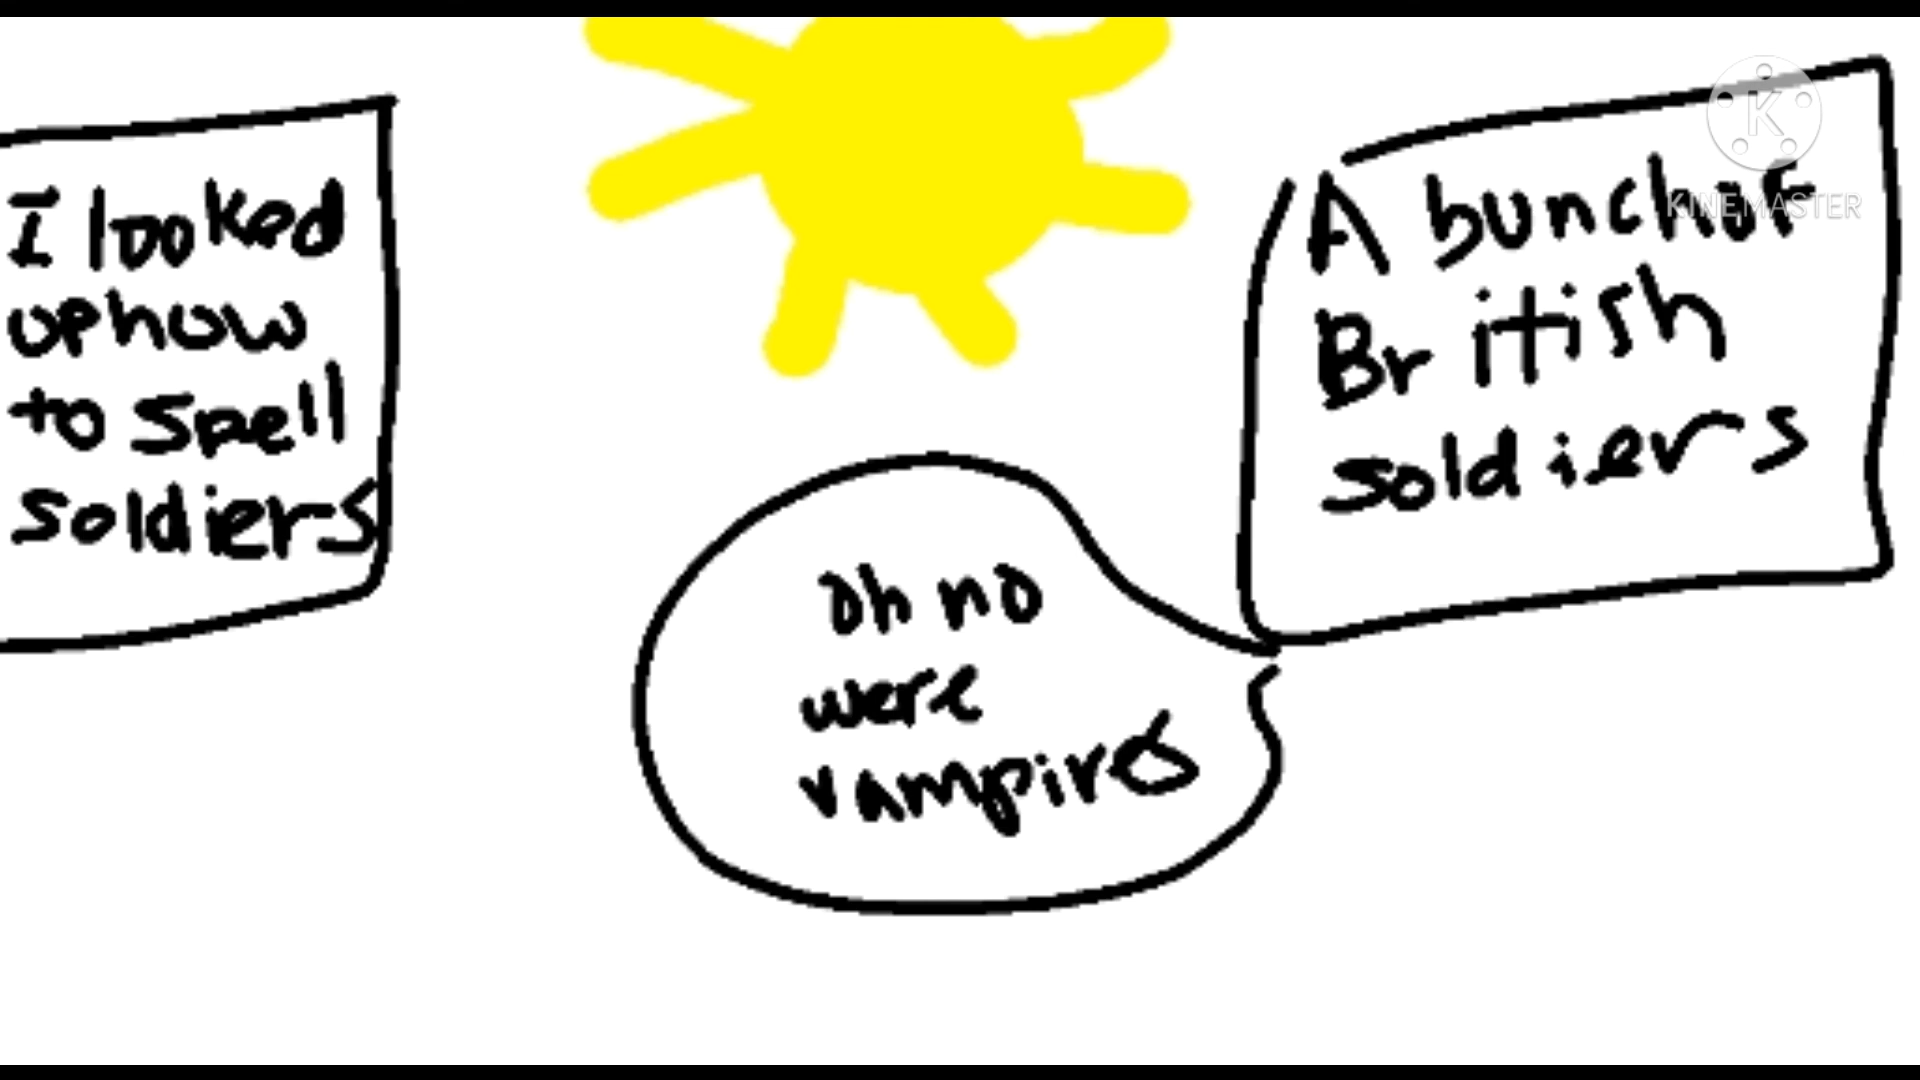 I looked
up how
to spell
soldiers
A bunch of
British
soldiers
oh no
were
vampires
KINEMASTER